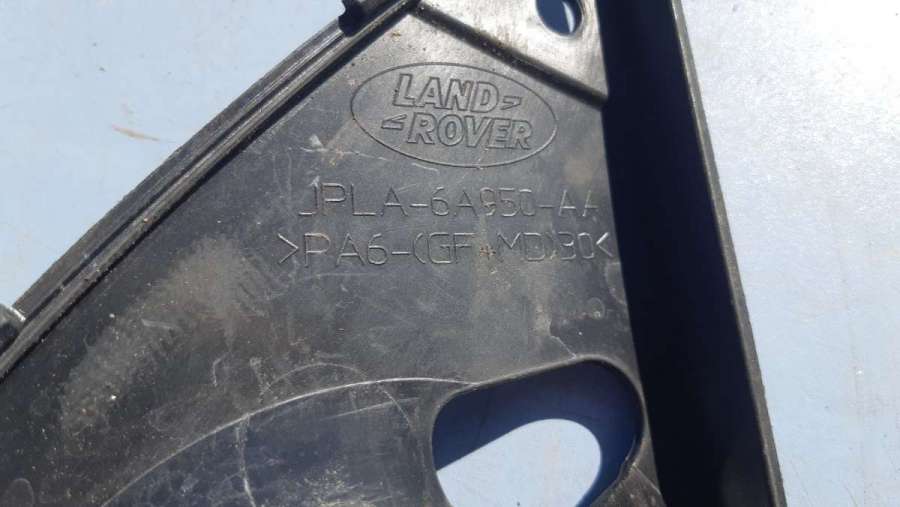 LAND
ROVER
JPLA-6A950-AA
>PA6-(GF+MD)30<